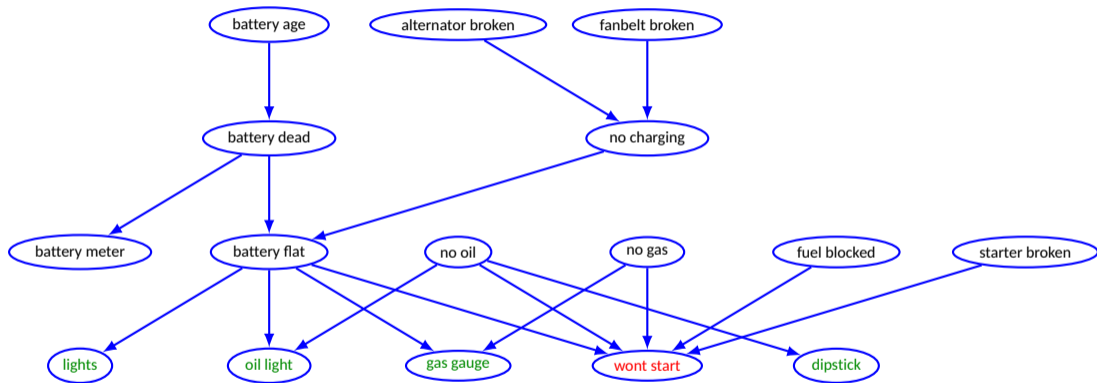 battery age
alternator broken
fanbelt broken
battery dead
no charging
battery meter
battery flat
no oil
no gas
fuel blocked
starter broken
lights
oil light
gas gauge
wont start
dipstick